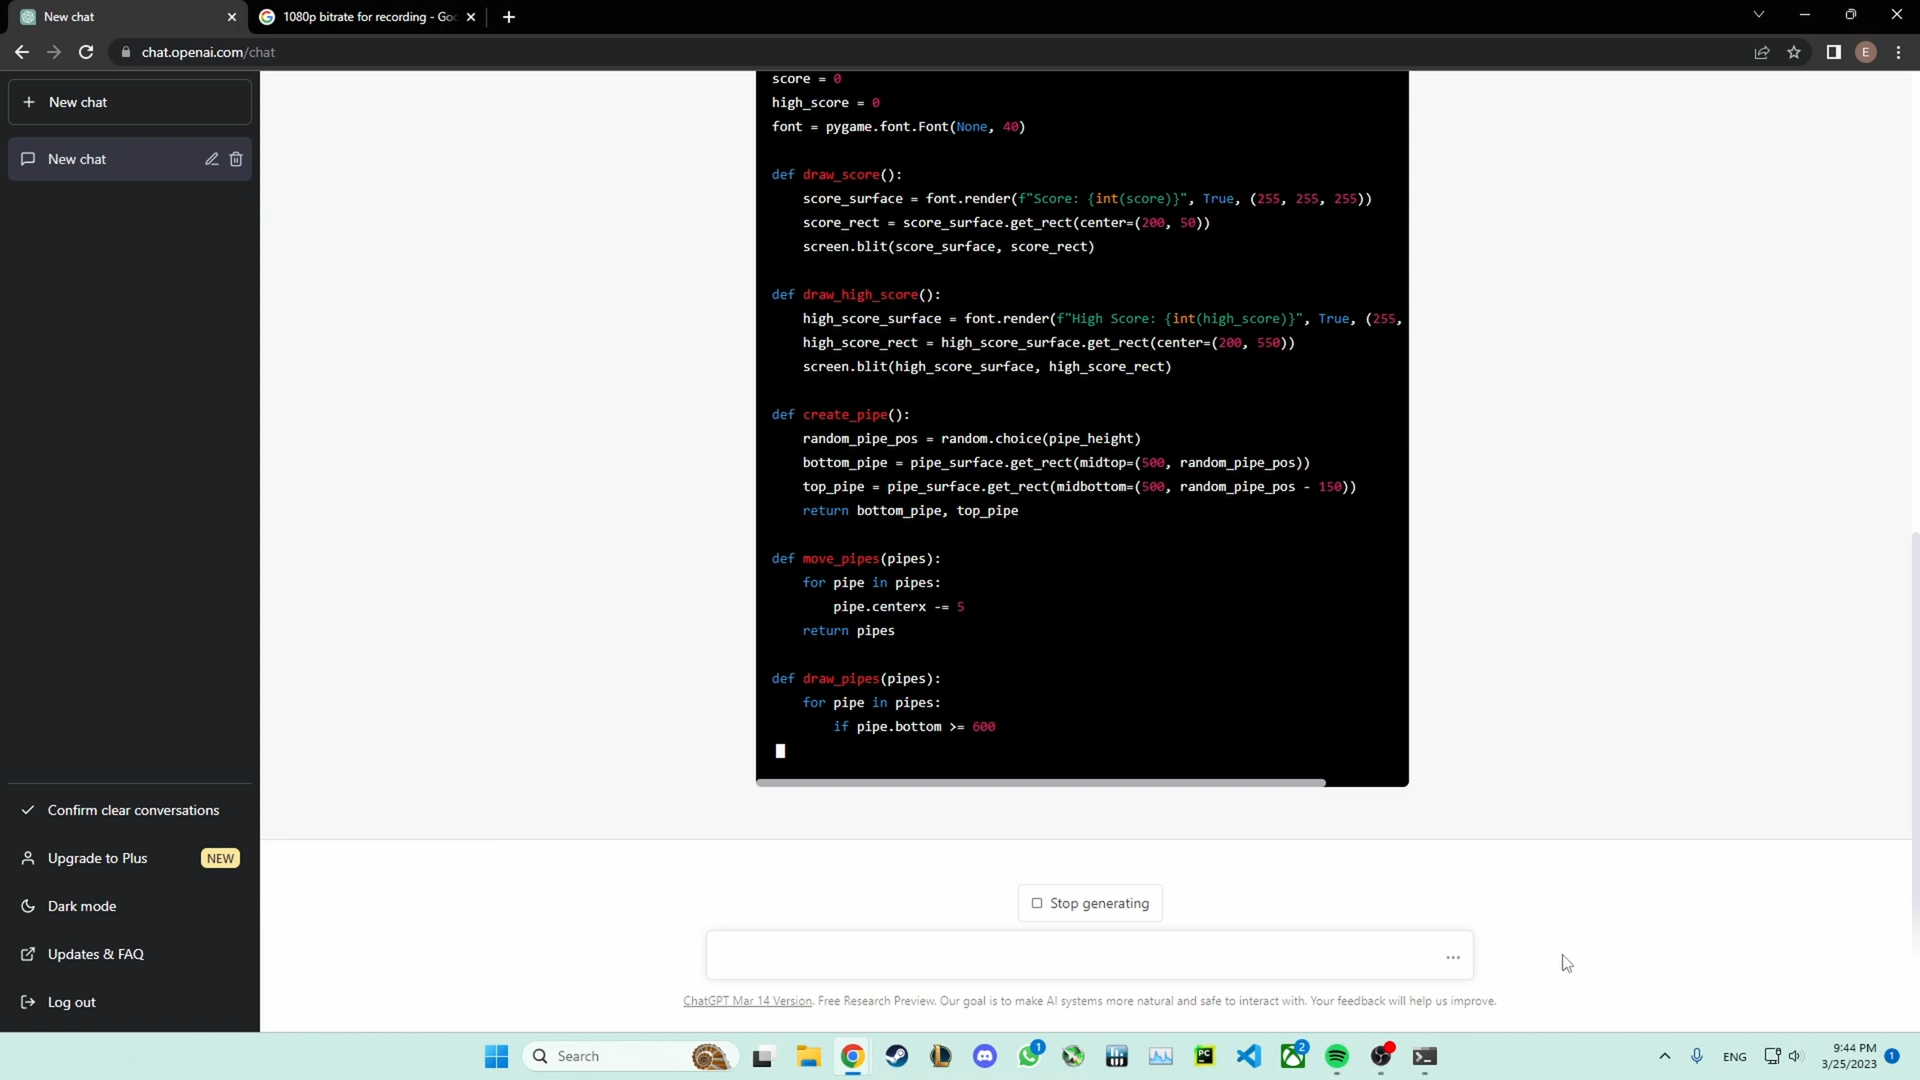 New chat
1080p bitrate for recording - Goo
chat.openai.com/chat
E
New chat
New chat
score = 0
high_score = 0
font = pygame.font.Font(None, 40)
def draw_score():
score_surface = font.render(f"Score: {int(score)}", True, (255, 255, 255))
score_rect = score_surface.get_rect(center=(200, 50))
screen.blit(score_surface, score_rect)
def draw_high_score():
high_score_surface = font.render(f"High Score: {int(high_score)}", True, (255,
high_score_rect = high_score_surface.get_rect(center=(200, 550))
screen.blit(high_score_surface, high_score_rect)
def create_pipe():
random_pipe_pos = random.choice(pipe_height)
bottom_pipe = pipe_surface.get_rect(midtop=(500, random_pipe_pos))
top_pipe = pipe_surface.get_rect(midbottom=(500, random_pipe_pos - 150))
return bottom_pipe, top_pipe
def move_pipes(pipes):
for pipe in pipes:
pipe.centerx -= 5
return pipes
def draw_pipes(pipes):
for pipe in pipes:
if pipe.bottom >= 600
Confirm clear conversations
Upgrade to Plus NEW
Dark mode
Updates & FAQ
Log out
Stop generating
ChatGPT Mar 14 Version. Free Research Preview. Our goal is to make AI systems more natural and safe to interact with. Your feedback will help us improve.
Search
1
PC
2
ENG
9:44 PM
3/25/2023
1